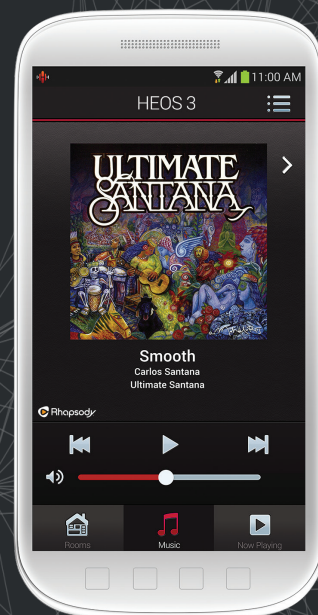 11:00 AM
HEOS 3
ULTIMATE
SANTANA
Smooth
Carlos Santana
Ultimate Santana
Rhapsody
Rooms
Music
Now Playing